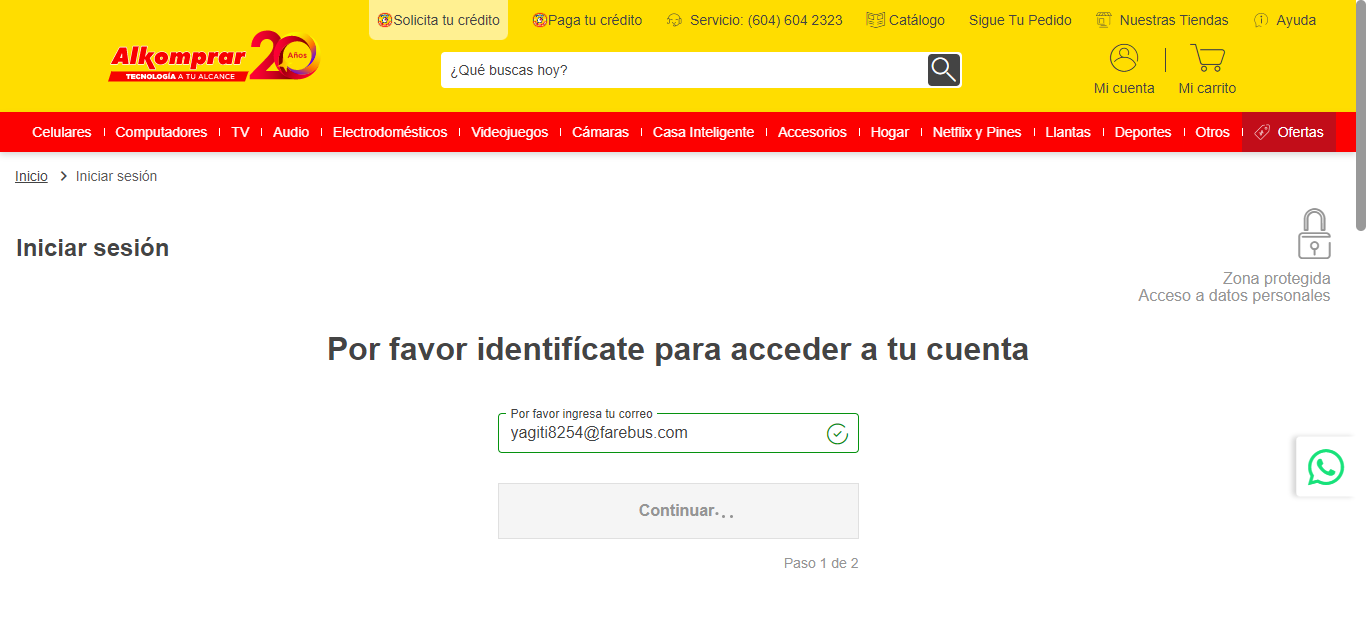 Solicita tu crédito Paga tu crédito Servicio: (604) 604 2323 Catálogo Sigue Tu Pedido Nuestras Tiendas Ayuda
Alkomprar 20 Años
TECNOLOGÍA A TU ALCANCE
¿Qué buscas hoy?
Mi cuenta Mi carrito
Celulares Computadores TV Audio Electrodomésticos Videojuegos Cámaras Casa Inteligente Accesorios Hogar Netflix y Pines Llantas Deportes Otros Ofertas
Inicio Iniciar sesión
Iniciar sesión
Zona protegida
Acceso a datos personales
Por favor identifícate para acceder a tu cuenta
Por favor ingresa tu correo
yagiti8254@farebus.com
Continuar...
Paso 1 de 2